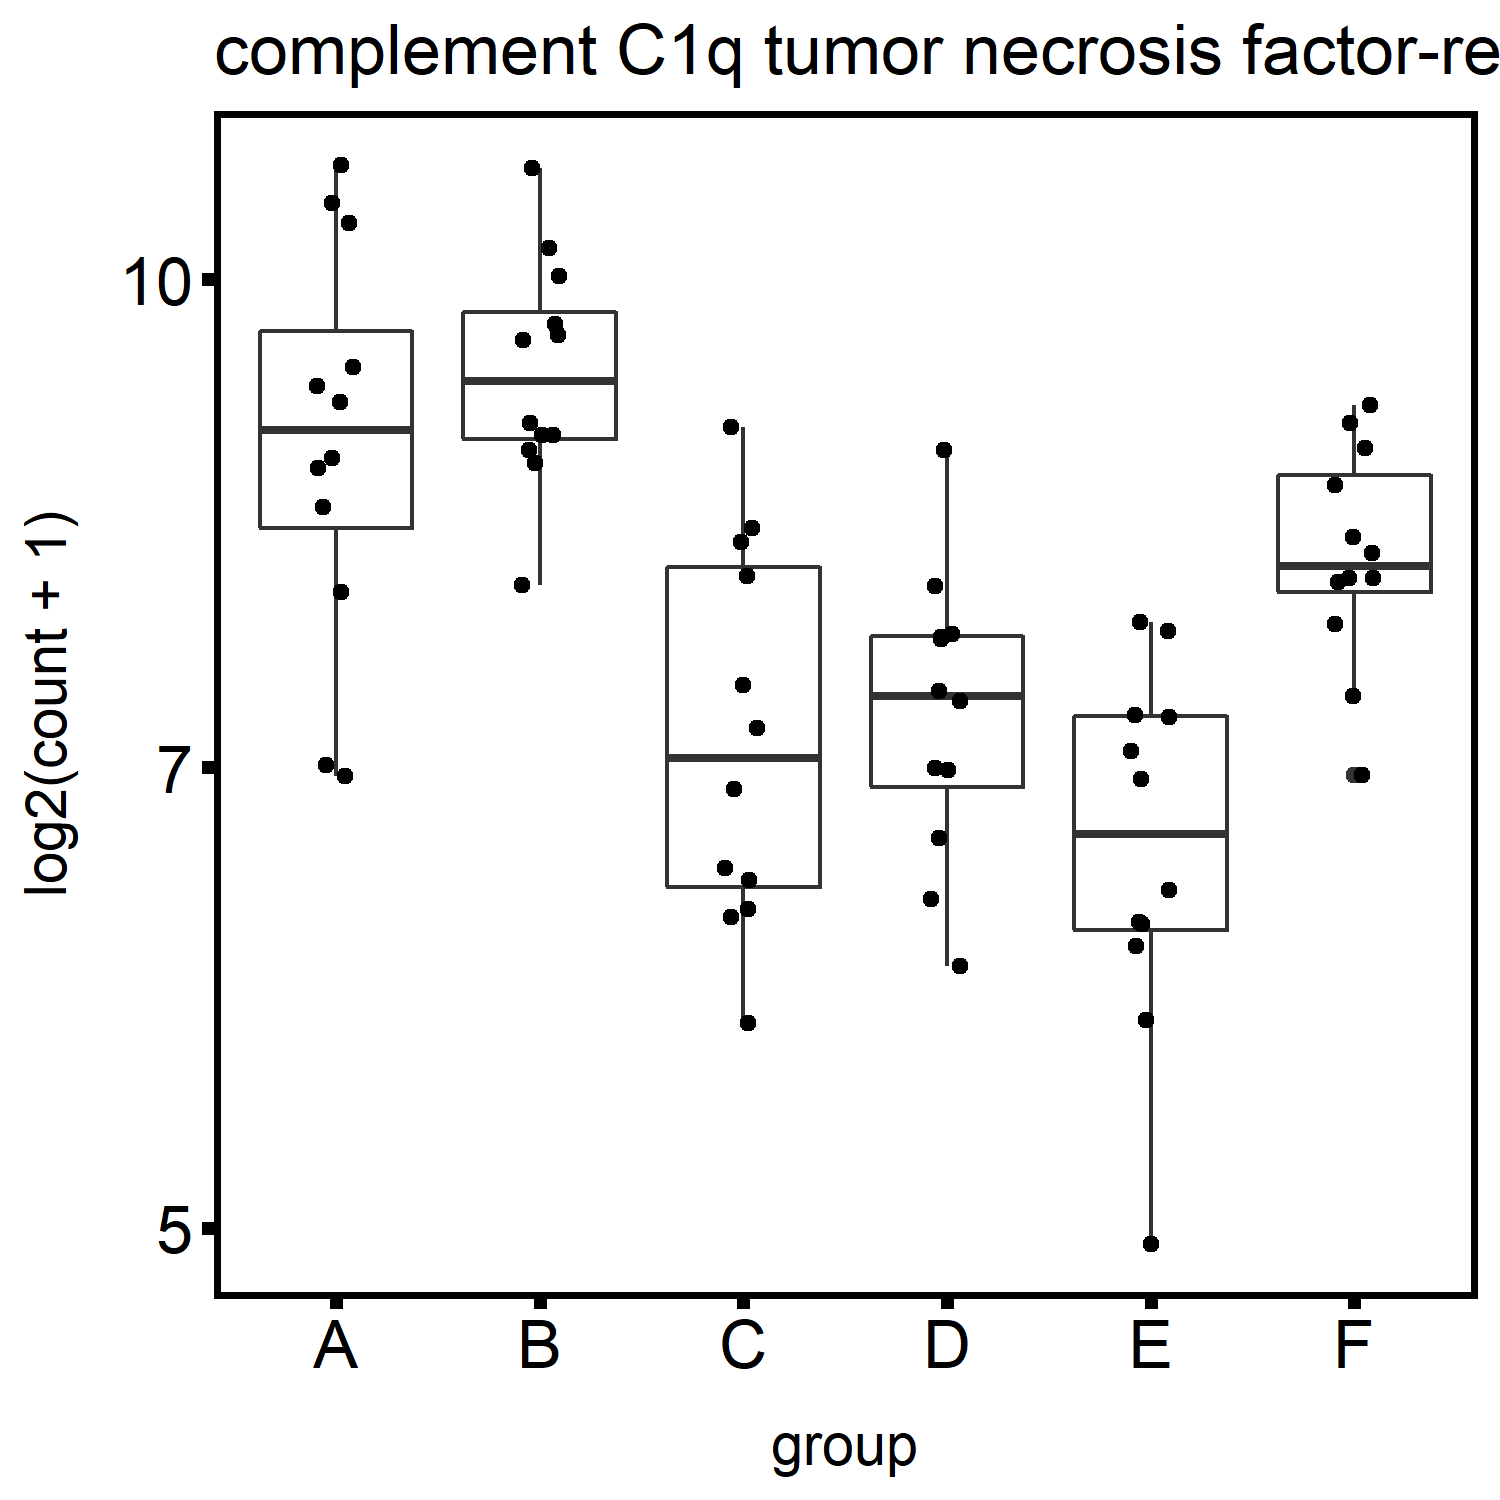 complement C1q tumor necrosis factor-re
log2(count + 1)
10
7
5
A B C D E F
group